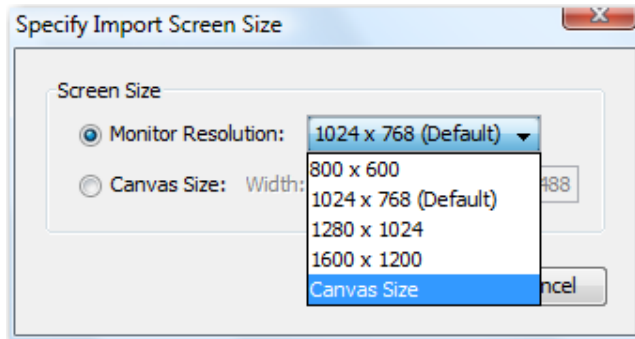 Specify Import Screen Size
Screen Size
Monitor Resolution: 1024 x 768 (Default)
800 x 600
Canvas Size: Width: 488
1024 x 768 (Default)
1280 x 1024
1600 x 1200
Canvas Size